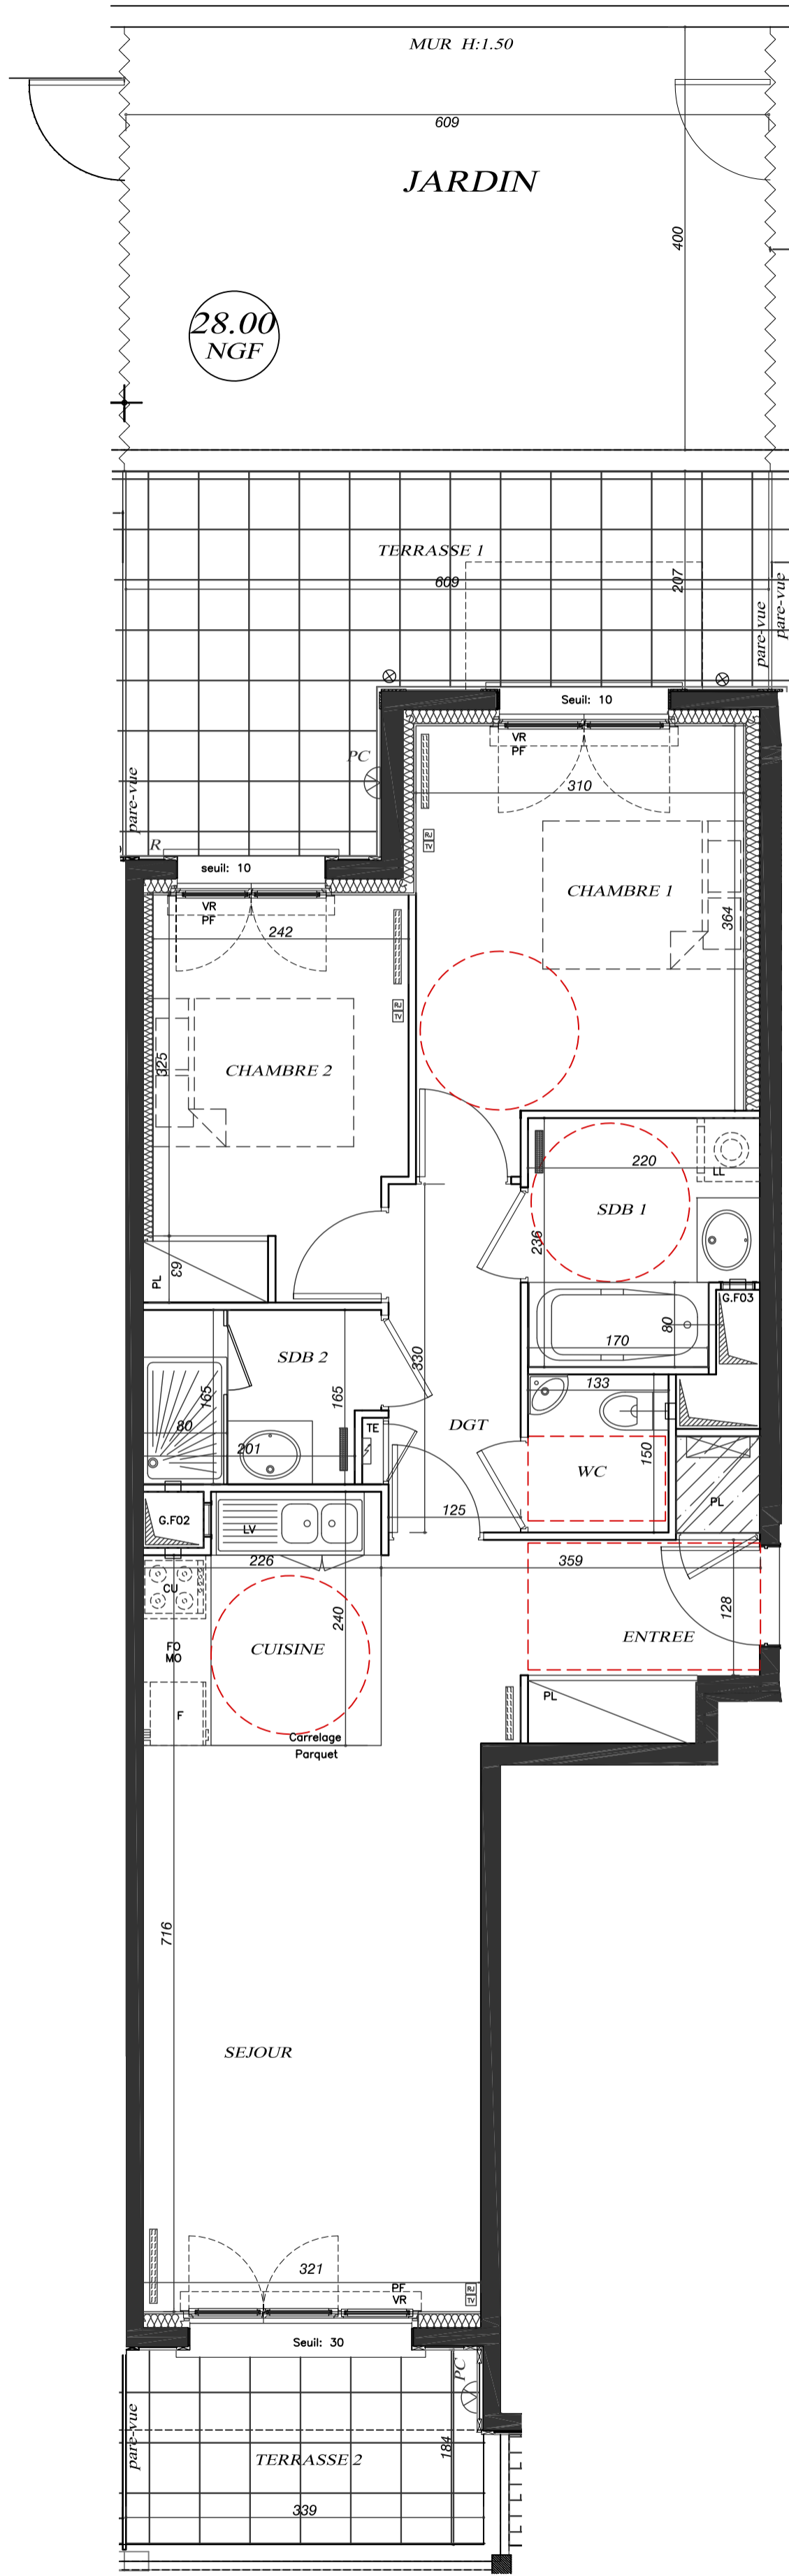 MUR H:1.50
609
JARDIN
400
28.00
NGF
TERRASSE 1
609
207
pare-vue
pare-vue
Seuil: 10
VR
PF
PC
310
pare-vue
R
seuil: 10
RJ
TV
VR
PF
CHAMBRE 1
364
242
RJ
TV
325
CHAMBRE 2
220
LL
SDB 1
236
63
PL
G.F03
80
330
170
SDB 2
165
165
133
80
TE
DGT
201
150
WC
PL
125
G.F02
LV
226
359
CU
128
240
ENTREE
CUISINE
FO
MO
PL
F
Carrelage
Parquet
716
SEJOUR
321
PF
VR
RJ
TV
Seuil: 30
PC
pare-vue
184
TERRASSE 2
339